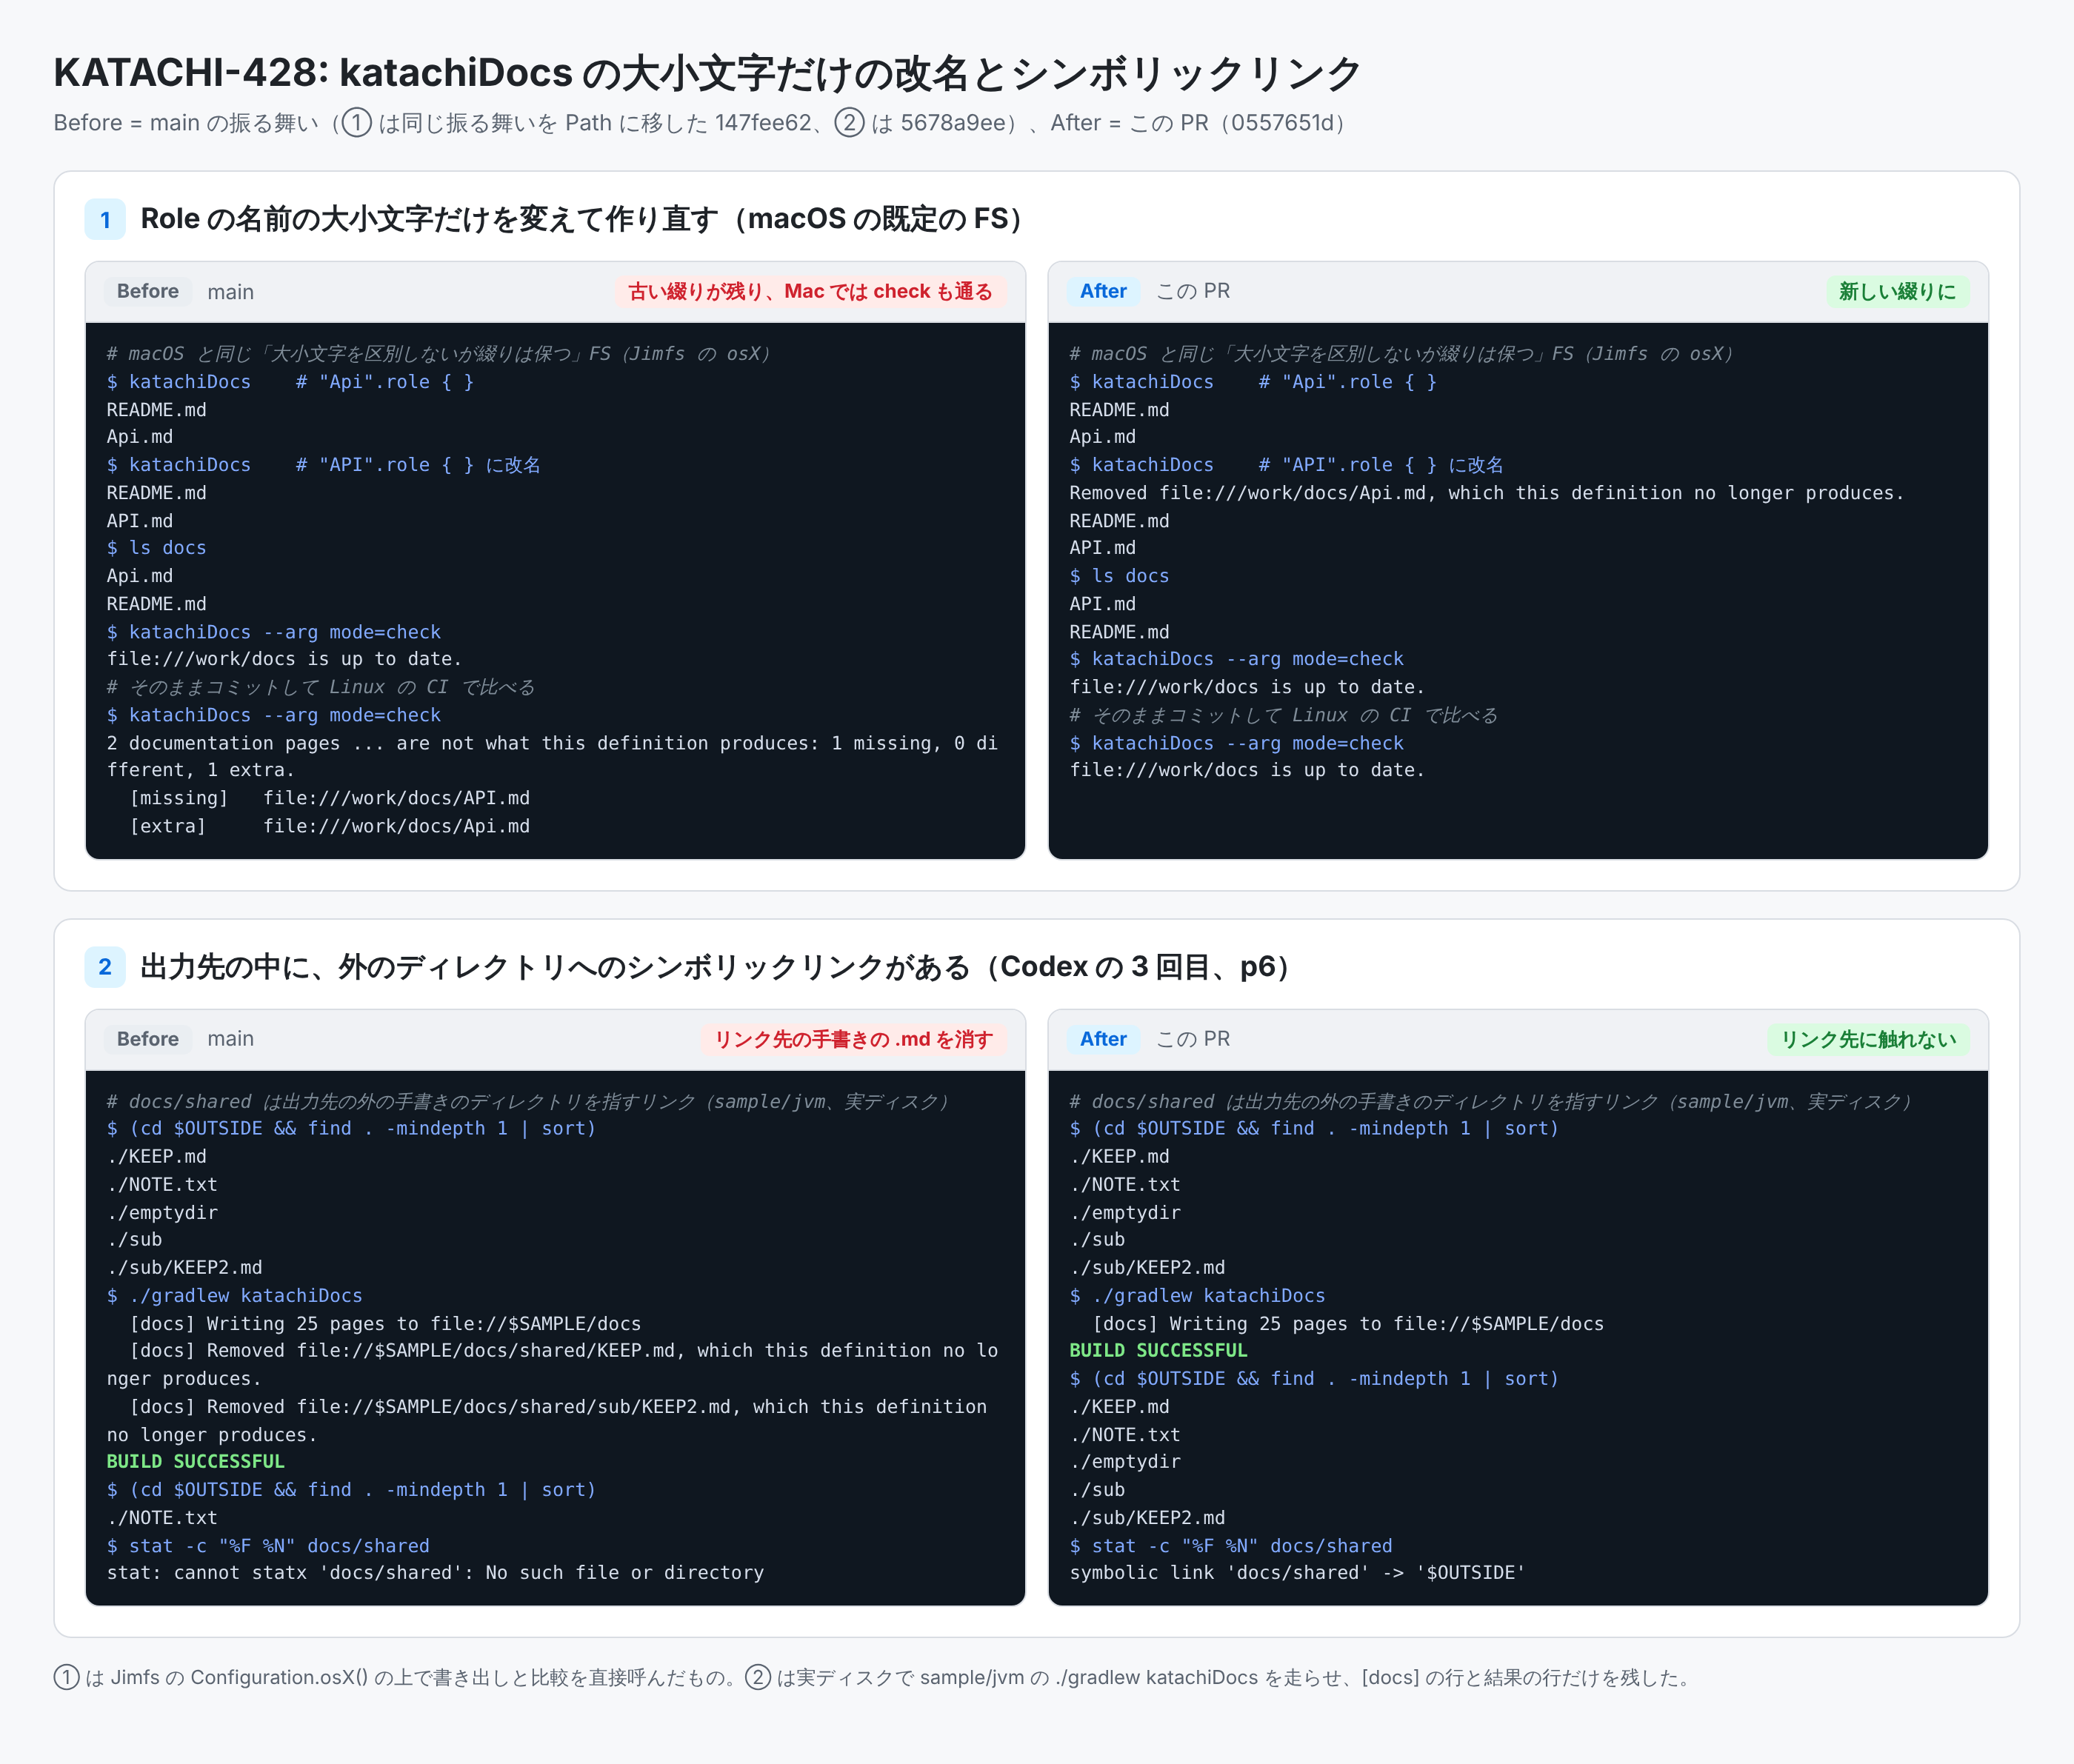 KATACHI-428: katachiDocs の大小文字だけの改名とシンボリックリンク
Before = main の振る舞い（① は同じ振る舞いを Path に移した 147fee62、② は 5678a9ee）、After = この PR（0557651d）
1 Role の名前の大小文字だけを変えて作り直す（macOS の既定の FS）
Before main 古い綴りが残り、Mac では check も通る
# macOS と同じ「大小文字を区別しないが綴りは保つ」FS（Jimfs の osX）
$ katachiDocs    # "Api".role { }
README.md
Api.md
$ katachiDocs    # "API".role { } に改名
README.md
API.md
$ ls docs
Api.md
README.md
$ katachiDocs --arg mode=check
file:///work/docs is up to date.
# そのままコミットして Linux の CI で比べる
$ katachiDocs --arg mode=check
2 documentation pages ... are not what this definition produces: 1 missing, 0 di
fferent, 1 extra.
  [missing]   file:///work/docs/API.md
  [extra]     file:///work/docs/Api.md
After この PR 新しい綴りに
# macOS と同じ「大小文字を区別しないが綴りは保つ」FS（Jimfs の osX）
$ katachiDocs    # "Api".role { }
README.md
Api.md
$ katachiDocs    # "API".role { } に改名
Removed file:///work/docs/Api.md, which this definition no longer produces.
README.md
API.md
$ ls docs
API.md
README.md
$ katachiDocs --arg mode=check
file:///work/docs is up to date.
# そのままコミットして Linux の CI で比べる
$ katachiDocs --arg mode=check
file:///work/docs is up to date.
2 出力先の中に、外のディレクトリへのシンボリックリンクがある（Codex の 3 回目、p6）
Before main リンク先の手書きの .md を消す
# docs/shared は出力先の外の手書きのディレクトリを指すリンク（sample/jvm、実ディスク）
$ (cd $OUTSIDE && find . -mindepth 1 | sort)
./KEEP.md
./NOTE.txt
./emptydir
./sub
./sub/KEEP2.md
$ ./gradlew katachiDocs
  [docs] Writing 25 pages to file://$SAMPLE/docs
  [docs] Removed file://$SAMPLE/docs/shared/KEEP.md, which this definition no lo
nger produces.
  [docs] Removed file://$SAMPLE/docs/shared/sub/KEEP2.md, which this definition
no longer produces.
BUILD SUCCESSFUL
$ (cd $OUTSIDE && find . -mindepth 1 | sort)
./NOTE.txt
$ stat -c "%F %N" docs/shared
stat: cannot statx 'docs/shared': No such file or directory
After この PR リンク先に触れない
# docs/shared は出力先の外の手書きのディレクトリを指すリンク（sample/jvm、実ディスク）
$ (cd $OUTSIDE && find . -mindepth 1 | sort)
./KEEP.md
./NOTE.txt
./emptydir
./sub
./sub/KEEP2.md
$ ./gradlew katachiDocs
  [docs] Writing 25 pages to file://$SAMPLE/docs
BUILD SUCCESSFUL
$ (cd $OUTSIDE && find . -mindepth 1 | sort)
./KEEP.md
./NOTE.txt
./emptydir
./sub
./sub/KEEP2.md
$ stat -c "%F %N" docs/shared
symbolic link 'docs/shared' -> '$OUTSIDE'
① は Jimfs の Configuration.osX() の上で書き出しと比較を直接呼んだもの。② は実ディスクで sample/jvm の ./gradlew katachiDocs を走らせ、[docs] の行と結果の行だけを残した。